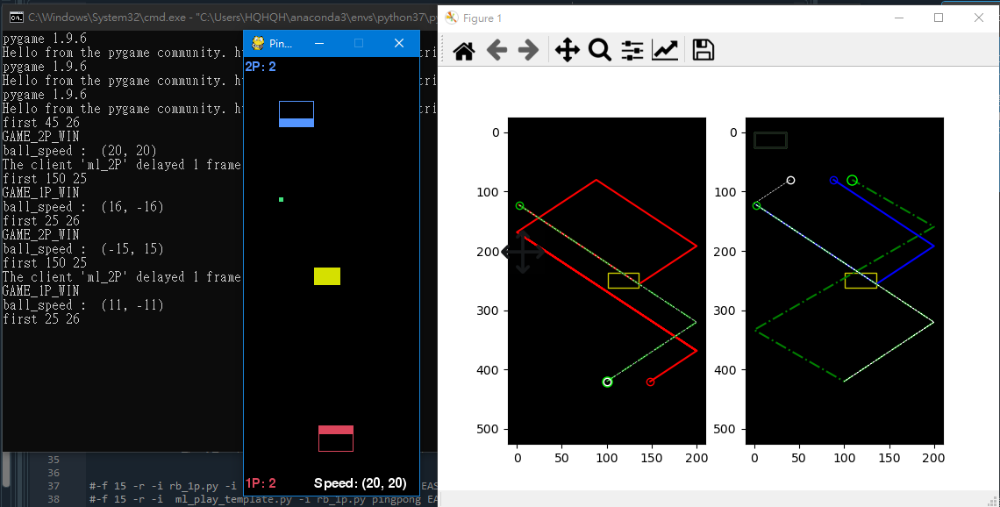 C:\Windows\System32\cmd.exe - "C:\Users\HQHQH\anaconda3\envs\python37\py
pygame 1.9.6
Hello from the pygame community. h
pygame 1.9.6
Hello from the pygame community. h
pygame 1.9.6
Hello from the pygame community. h
first 45 26
GAME_2P_WIN
ball_speed : (20, 20)
The client 'ml_2P' delayed 1 frame
first 150 25
GAME_1P_WIN
ball_speed : (16, -16)
first 25 26
GAME_2P_WIN
ball_speed : (-15, 15)
first 150 25
The client 'ml_2P' delayed 1 frame
GAME_1P_WIN
ball_speed : (11, -11)
first 25 26
35
36
37 #-f 15 -r -i rb_1p.py -i
38 #-f 15 -r -i ml_play_template.py -i rb_1p.py pingpong EAS
Pin...
2P: 2
1P: 2 Speed: (20, 20)
Figure 1
0
100
200
300
400
500
0 50 100 150 200
0
100
200
300
400
500
0 50 100 150 200